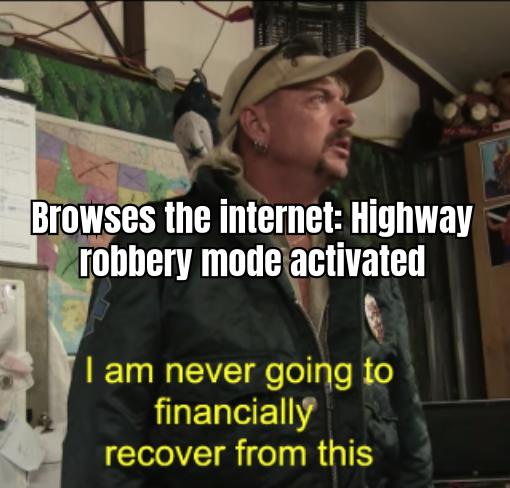 Browses the internet: Highway
robbery mode activated
I am never going to
financially
recover from this